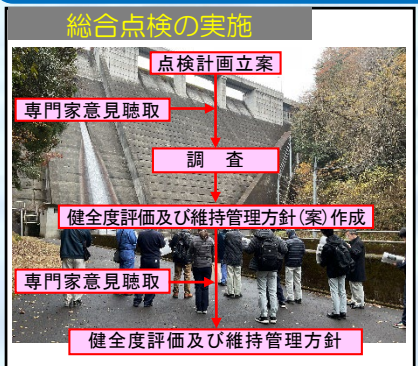 総合点検の実施
点検計画立案
専門家意見聴取
調　査
健全度評価及び維持管理方針(案)作成
専門家意見聴取
健全度評価及び維持管理方針